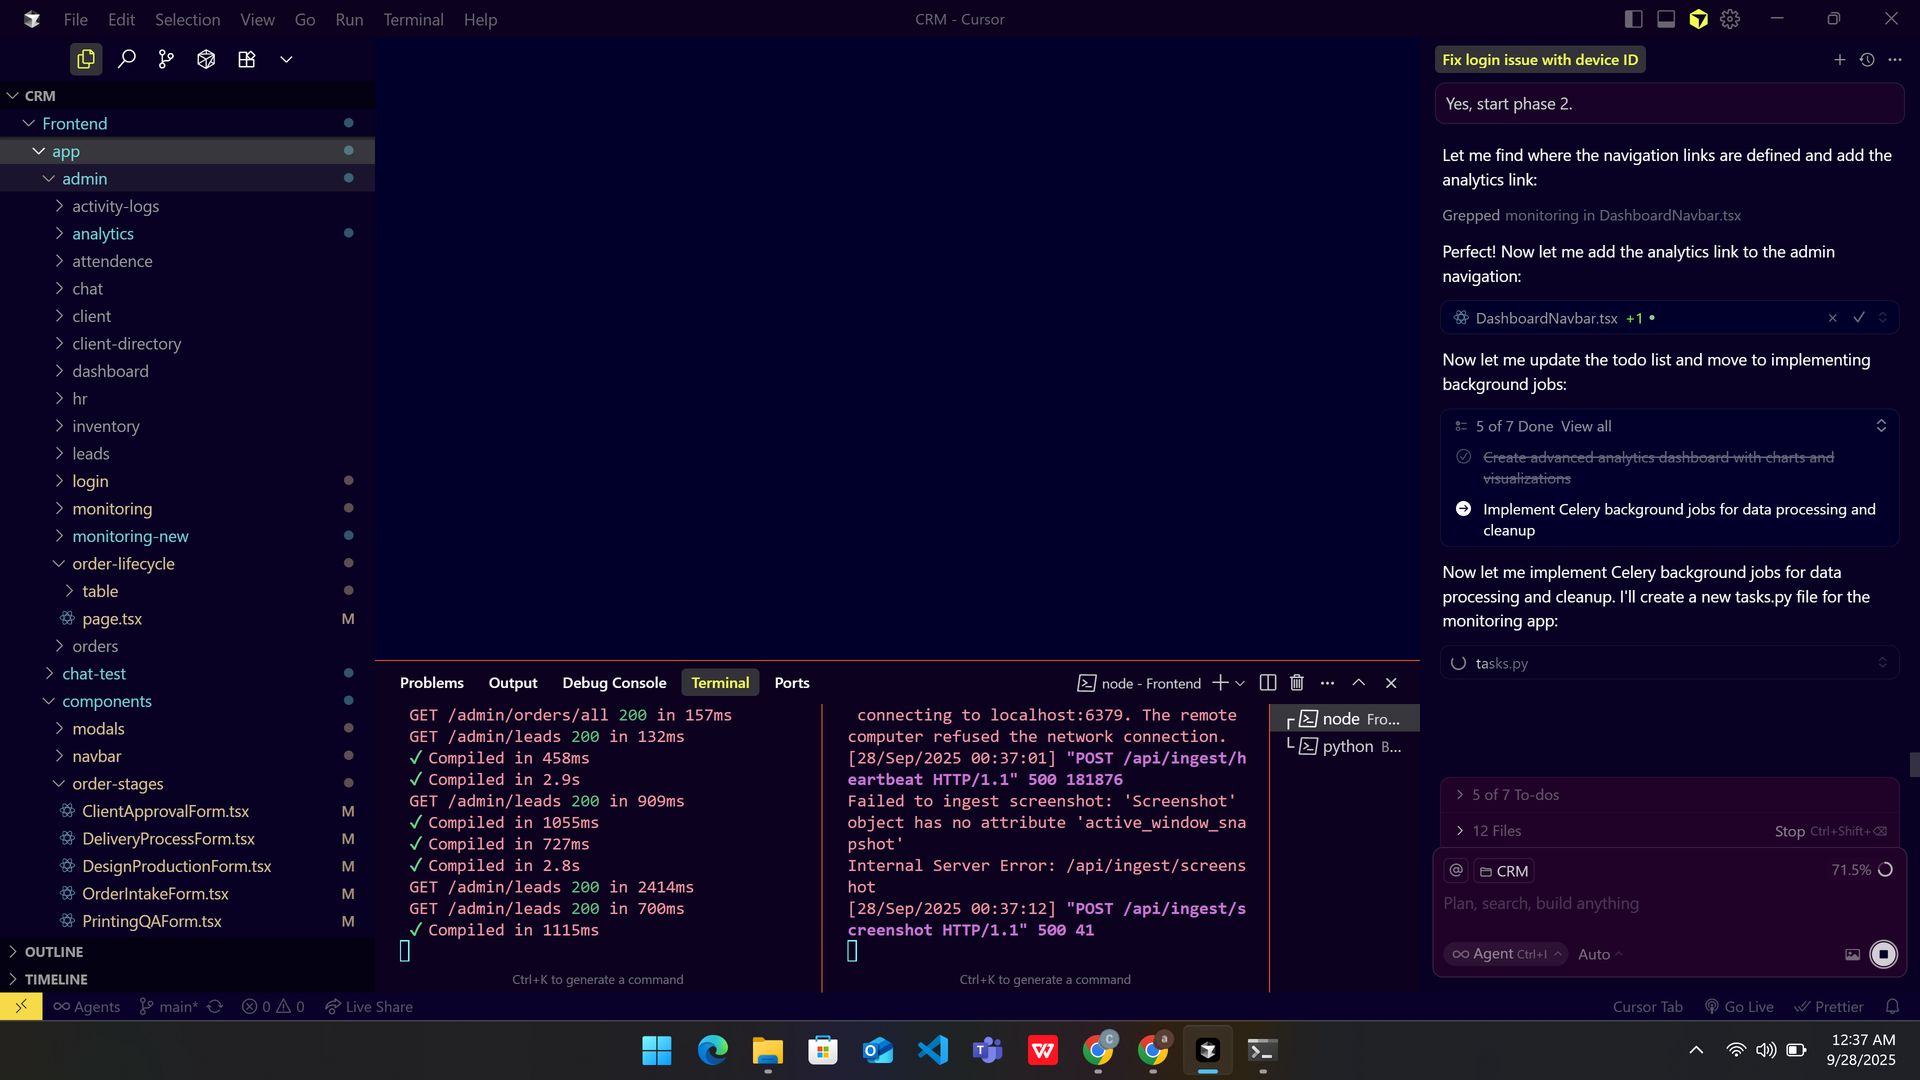 File Edit Selection View Go Run Terminal Help
CRM - Cursor
CRM
Frontend
app
admin
activity-logs
analytics
attendence
chat
client
client-directory
dashboard
hr
inventory
leads
login
monitoring
monitoring-new
order-lifecycle
table
page.tsx M
orders
chat-test
components
modals
navbar
order-stages
ClientApprovalForm.tsx M
DeliveryProcessForm.tsx M
DesignProductionForm.tsx M
OrderIntakeForm.tsx M
PrintingQAForm.tsx M
OUTLINE
TIMELINE
Problems Output Debug Console Terminal Ports
node - Frontend
GET /admin/orders/all 200 in 157ms
GET /admin/leads 200 in 132ms
✓ Compiled in 458ms
✓ Compiled in 2.9s
GET /admin/leads 200 in 909ms
✓ Compiled in 1055ms
✓ Compiled in 727ms
✓ Compiled in 2.8s
GET /admin/leads 200 in 2414ms
GET /admin/leads 200 in 700ms
✓ Compiled in 1115ms
Ctrl+K to generate a command
connecting to localhost:6379. The remote
computer refused the network connection.
[28/Sep/2025 00:37:01] "POST /api/ingest/h
eartbeat HTTP/1.1" 500 181876
Failed to ingest screenshot: 'Screenshot'
object has no attribute 'active_window_sna
pshot'
Internal Server Error: /api/ingest/screens
hot
[28/Sep/2025 00:37:12] "POST /api/ingest/s
creenshot HTTP/1.1" 500 41
Ctrl+K to generate a command
node Fro...
python B...
Fix login issue with device ID
Yes, start phase 2.
Let me find where the navigation links are defined and add the
analytics link:
Grepped monitoring in DashboardNavbar.tsx
Perfect! Now let me add the analytics link to the admin
navigation:
DashboardNavbar.tsx +1
Now let me update the todo list and move to implementing
background jobs:
5 of 7 Done View all
Create advanced analytics dashboard with charts and
visualizations
Implement Celery background jobs for data processing and
cleanup
Now let me implement Celery background jobs for data
processing and cleanup. I'll create a new tasks.py file for the
monitoring app:
tasks.py
5 of 7 To-dos
12 Files
Stop Ctrl+Shift+⌫
@ CRM 71.5%
Plan, search, build anything
Agent Ctrl+I Auto
Agents main* 0 0 Live Share
Cursor Tab Go Live Prettier
12:37 AM
9/28/2025